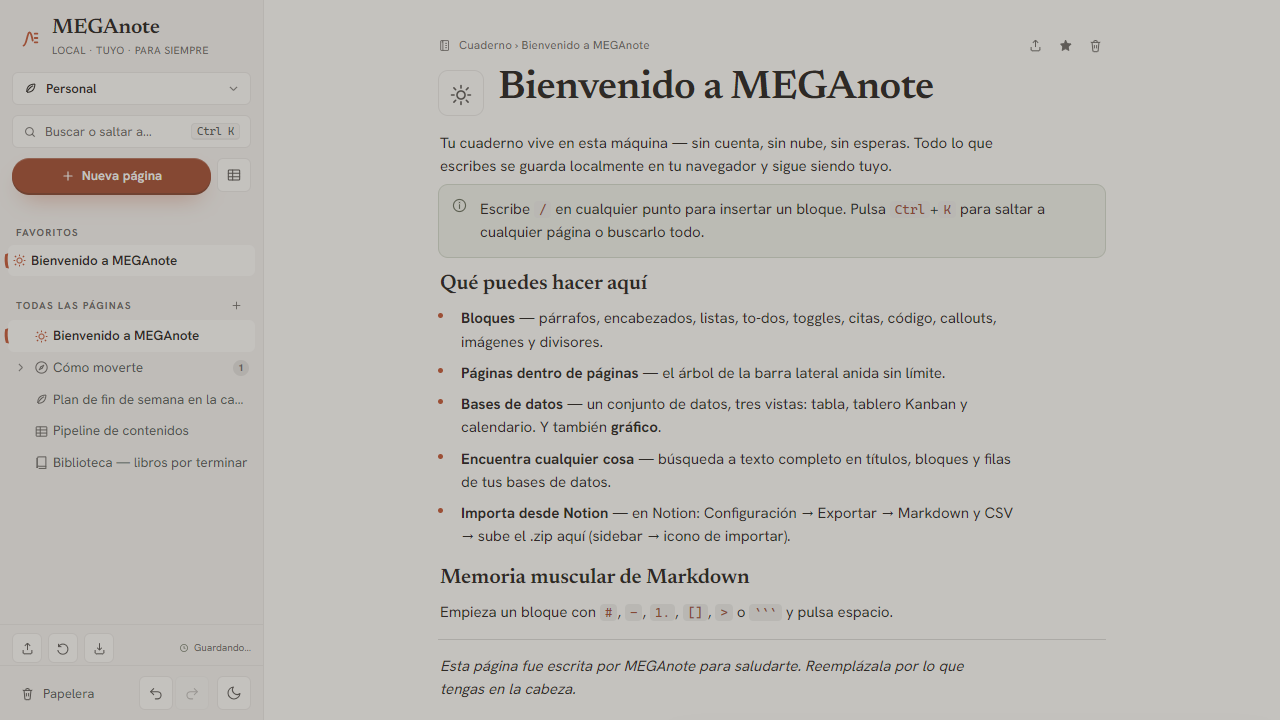 MEGAnote
LOCAL · TUYO · PARA SIEMPRE
Personal
Buscar o saltar a...
Ctrl K
Nueva página
FAVORITOS
Bienvenido a MEGAnote
TODAS LAS PÁGINAS
Bienvenido a MEGAnote
Cómo moverte
1
Plan de fin de semana en la ca...
Pipeline de contenidos
Biblioteca — libros por terminar
Guardando...
Papelera
Cuaderno › Bienvenido a MEGAnote
Bienvenido a MEGAnote
Tu cuaderno vive en esta máquina — sin cuenta, sin nube, sin esperas. Todo lo que
escribes se guarda localmente en tu navegador y sigue siendo tuyo.
Escribe / en cualquier punto para insertar un bloque. Pulsa Ctrl + K para saltar a
cualquier página o buscarlo todo.
Qué puedes hacer aquí
• Bloques — párrafos, encabezados, listas, to-dos, toggles, citas, código, callouts,
imágenes y divisores.
• Páginas dentro de páginas — el árbol de la barra lateral anida sin límite.
• Bases de datos — un conjunto de datos, tres vistas: tabla, tablero Kanban y
calendario. Y también gráfico.
• Encuentra cualquier cosa — búsqueda a texto completo en títulos, bloques y filas
de tus bases de datos.
• Importa desde Notion — en Notion: Configuración → Exportar → Markdown y CSV
→ sube el .zip aquí (sidebar → icono de importar).
Memoria muscular de Markdown
Empieza un bloque con #, -, 1., [], > o ``` y pulsa espacio.
Esta página fue escrita por MEGAnote para saludarte. Reemplázala por lo que
tengas en la cabeza.